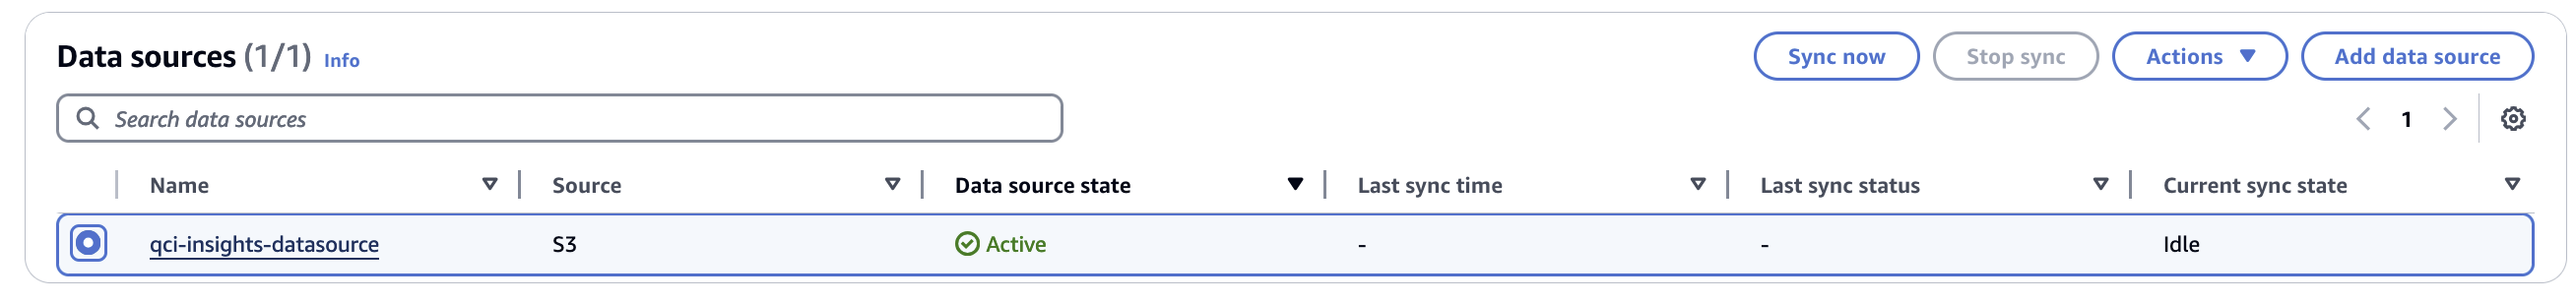 Data sources (1/1) Info
Sync now
Stop sync
Actions
Add data source
Search data sources
1
Name
Source
Data source state
Last sync time
Last sync status
Current sync state
qci-insights-datasource
S3
Active
-
-
Idle